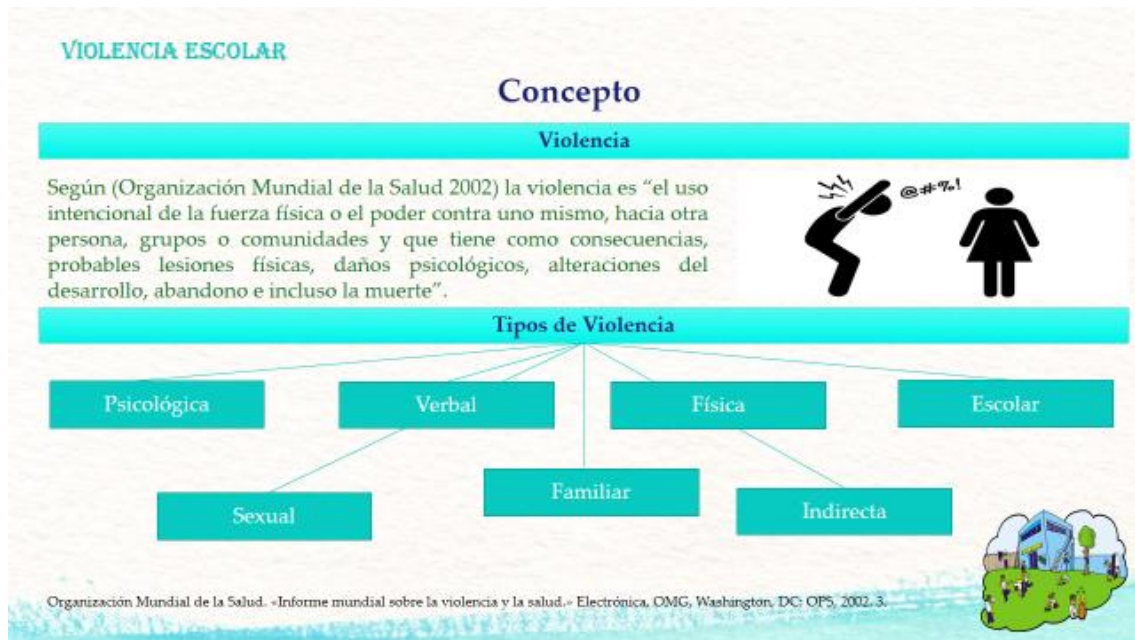 VIOLENCIA ESCOLAR
Concepto
Violencia
Según (Organización Mundial de la Salud 2002) la violencia es “el uso
intencional de la fuerza física o el poder contra uno mismo, hacia otra
persona, grupos o comunidades y que tiene como consecuencias,
probables lesiones físicas, daños psicológicos, alteraciones del
desarrollo, abandono e incluso la muerte”.
@#%!
Tipos de Violencia
Psicológica
Verbal
Física
Escolar
Sexual
Familiar
Indirecta
Organización Mundial de la Salud. «Informe mundial sobre la violencia y la salud.» Electrónica, OMG, Washington, DC: OPS, 2002. 3.